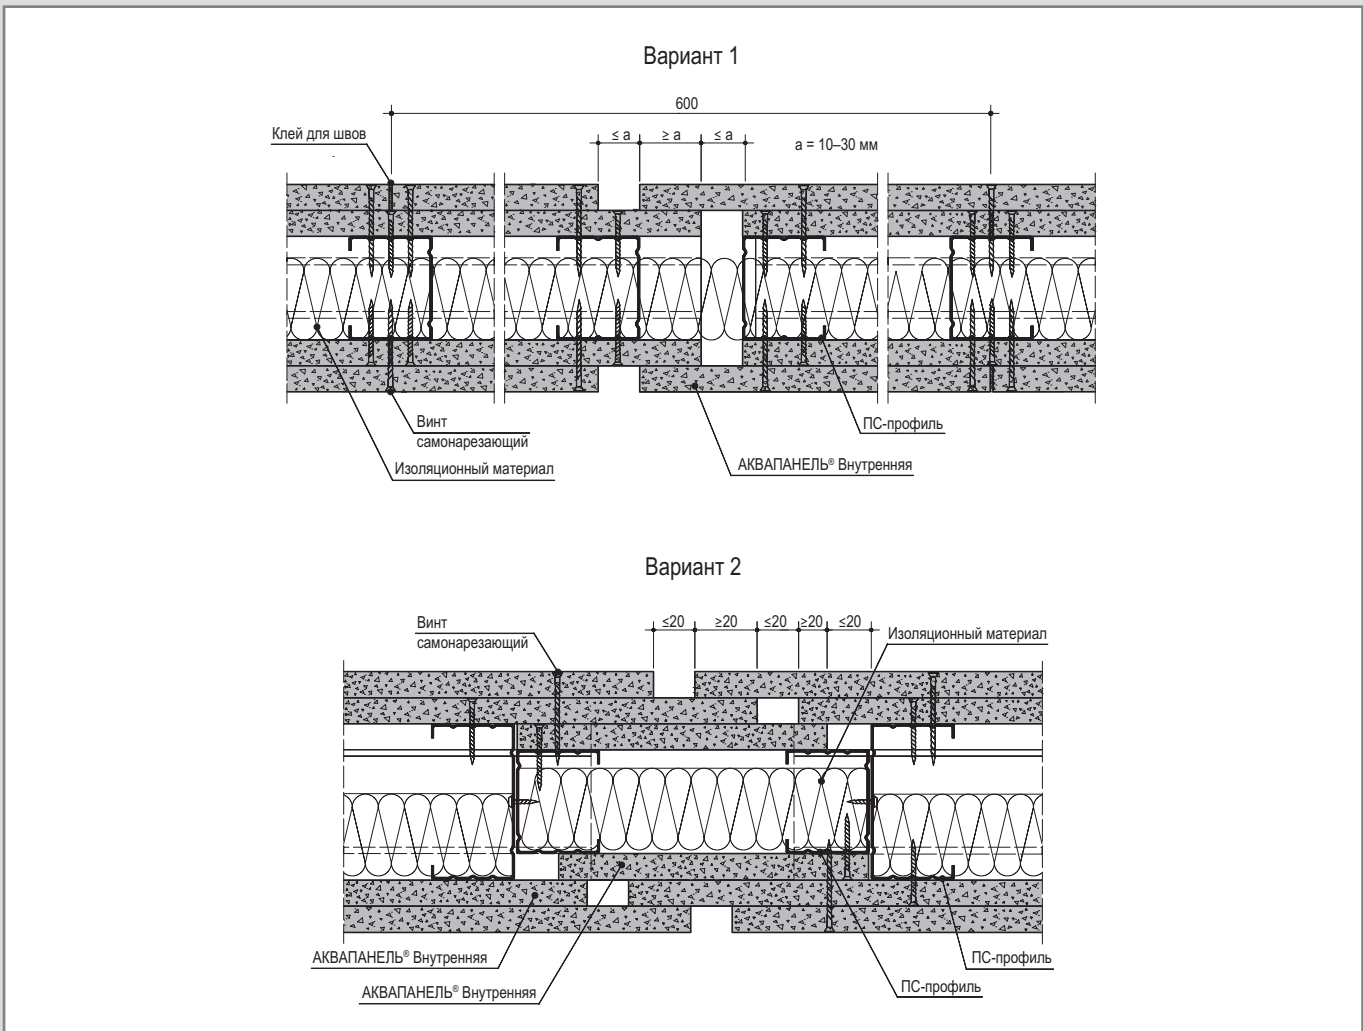 Вариант 1
600
Клей для швов
≤ a
≥ a
≤ a
a = 10–30 мм
Винт
самонарезающий
ПС-профиль
Изоляционный материал
АКВАПАНЕЛЬ® Внутренняя
Вариант 2
Винт
самонарезающий
≤20
≥20
≤20
≥20
≤20
Изоляционный материал
АКВАПАНЕЛЬ® Внутренняя
ПС-профиль
АКВАПАНЕЛЬ® Внутренняя
ПС-профиль